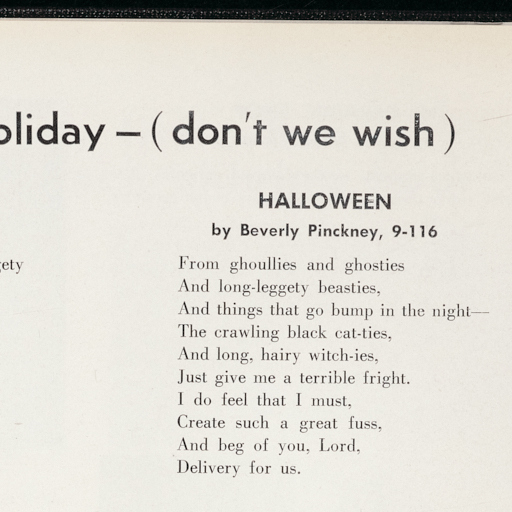 oliday — (don't we wish)
HALLOWEEN
by Beverly Pinckney, 9-116
gety
From ghoullies and ghosties
And long-leggety beasties,
And things that go bump in the night—
The crawling black cat-ties,
And long, hairy witch-ies,
Just give me a terrible fright.
I do feel that I must,
Create such a great fuss,
And beg of you, Lord,
Delivery for us.